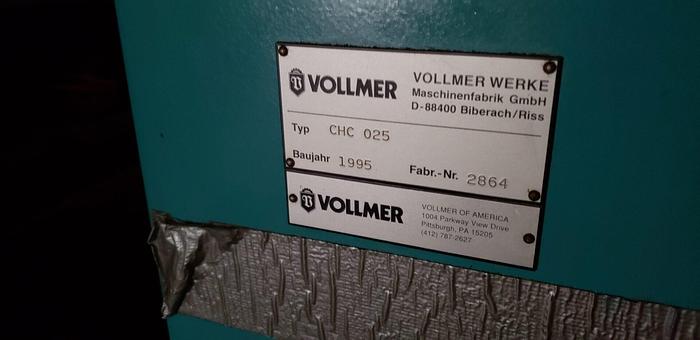 VOLLMER
VOLLMER WERKE
Maschinenfabrik GmbH
D-88400 Biberach/Riss
Typ CHC 025
Baujahr 1995
Fabr.-Nr. 2864
VOLLMER
VOLLMER OF AMERICA
1004 Parkway View Drive
Pittsburgh, PA 15205
(412) 787-2627